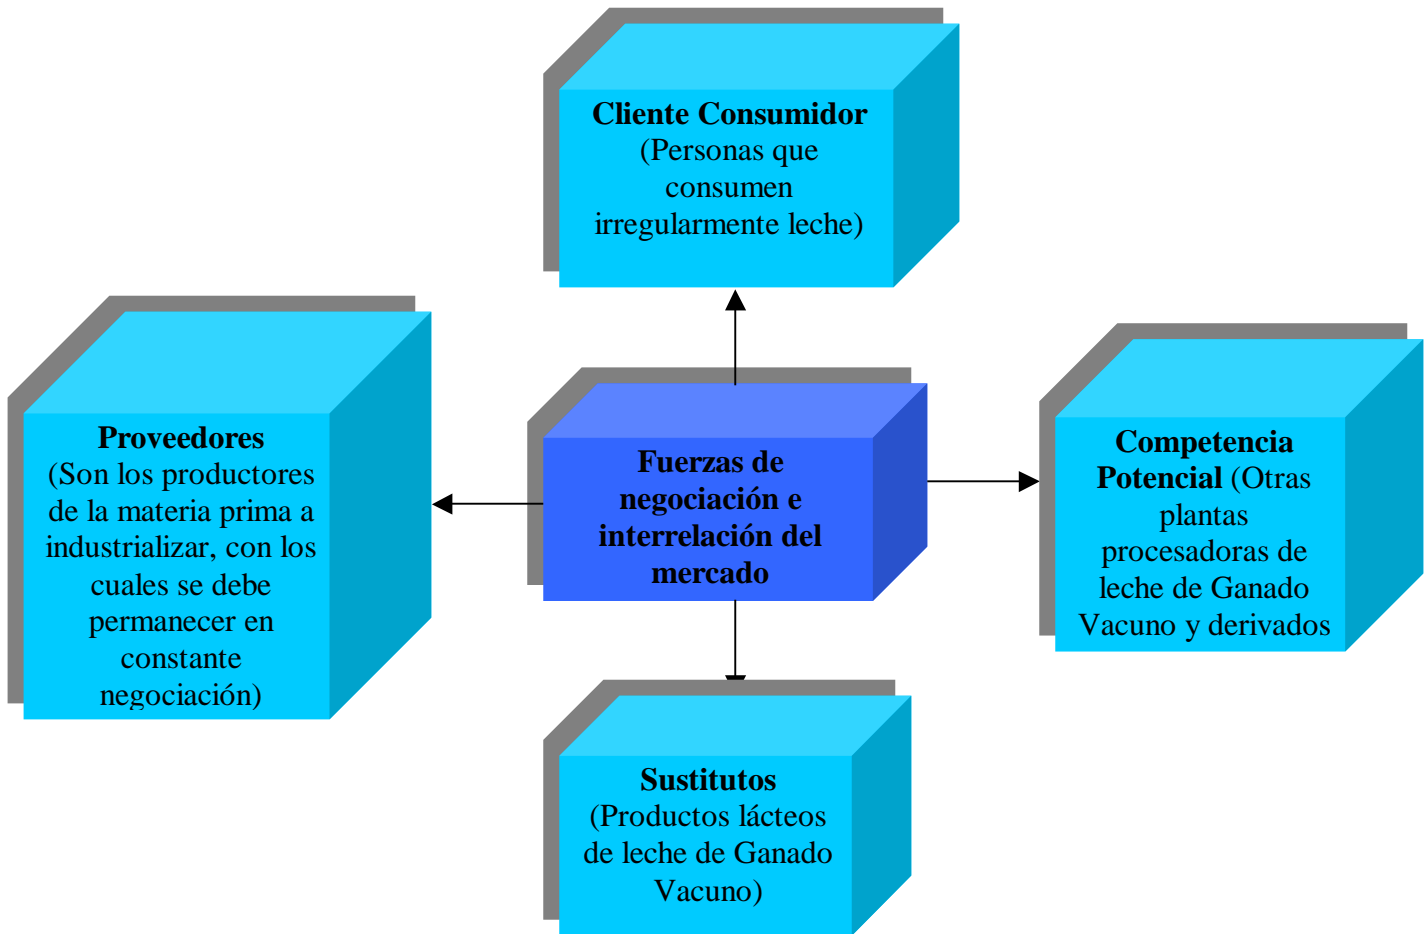 Cliente Consumidor
(Personas que
consumen
irregularmente leche)
Proveedores
(Son los productores
de la materia prima a
industrializar, con los
cuales se debe
permanecer en
constante
negociación)
Fuerzas de
negociación e
interrelación del
mercado
Competencia
Potencial (Otras
plantas
procesadoras de
leche de Ganado
Vacuno y derivados
Sustitutos
(Productos lácteos
de leche de Ganado
Vacuno)